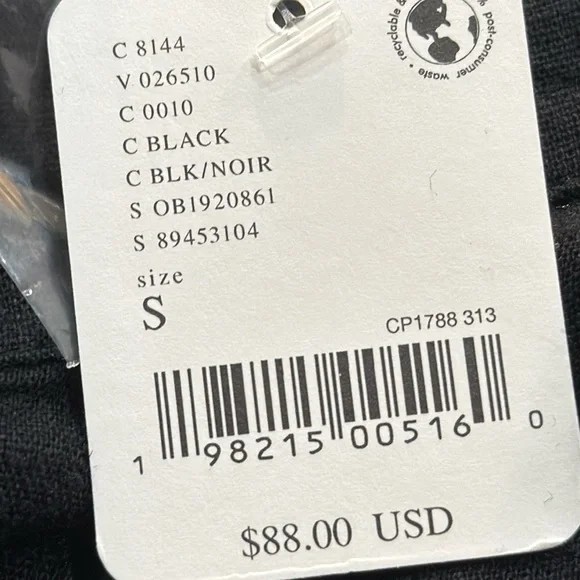 recyclable & % post-consumer waste •
C 8144
V 026510
C 0010
C BLACK
C BLK/NOIR
S OB1920861
S 89453104
size
S
CP1788 313
1 98215 00516 0
$88.00 USD